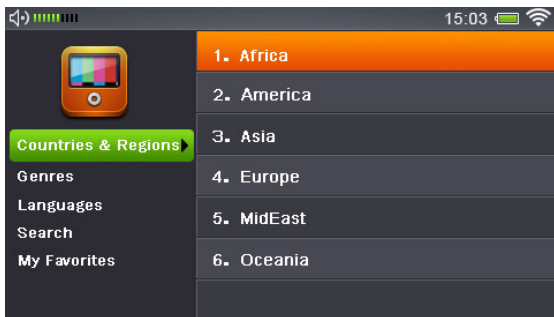 15:03
Countries & Regions
Genres
Languages
Search
My Favorites
1. Africa
2. America
3. Asia
4. Europe
5. MidEast
6. Oceania